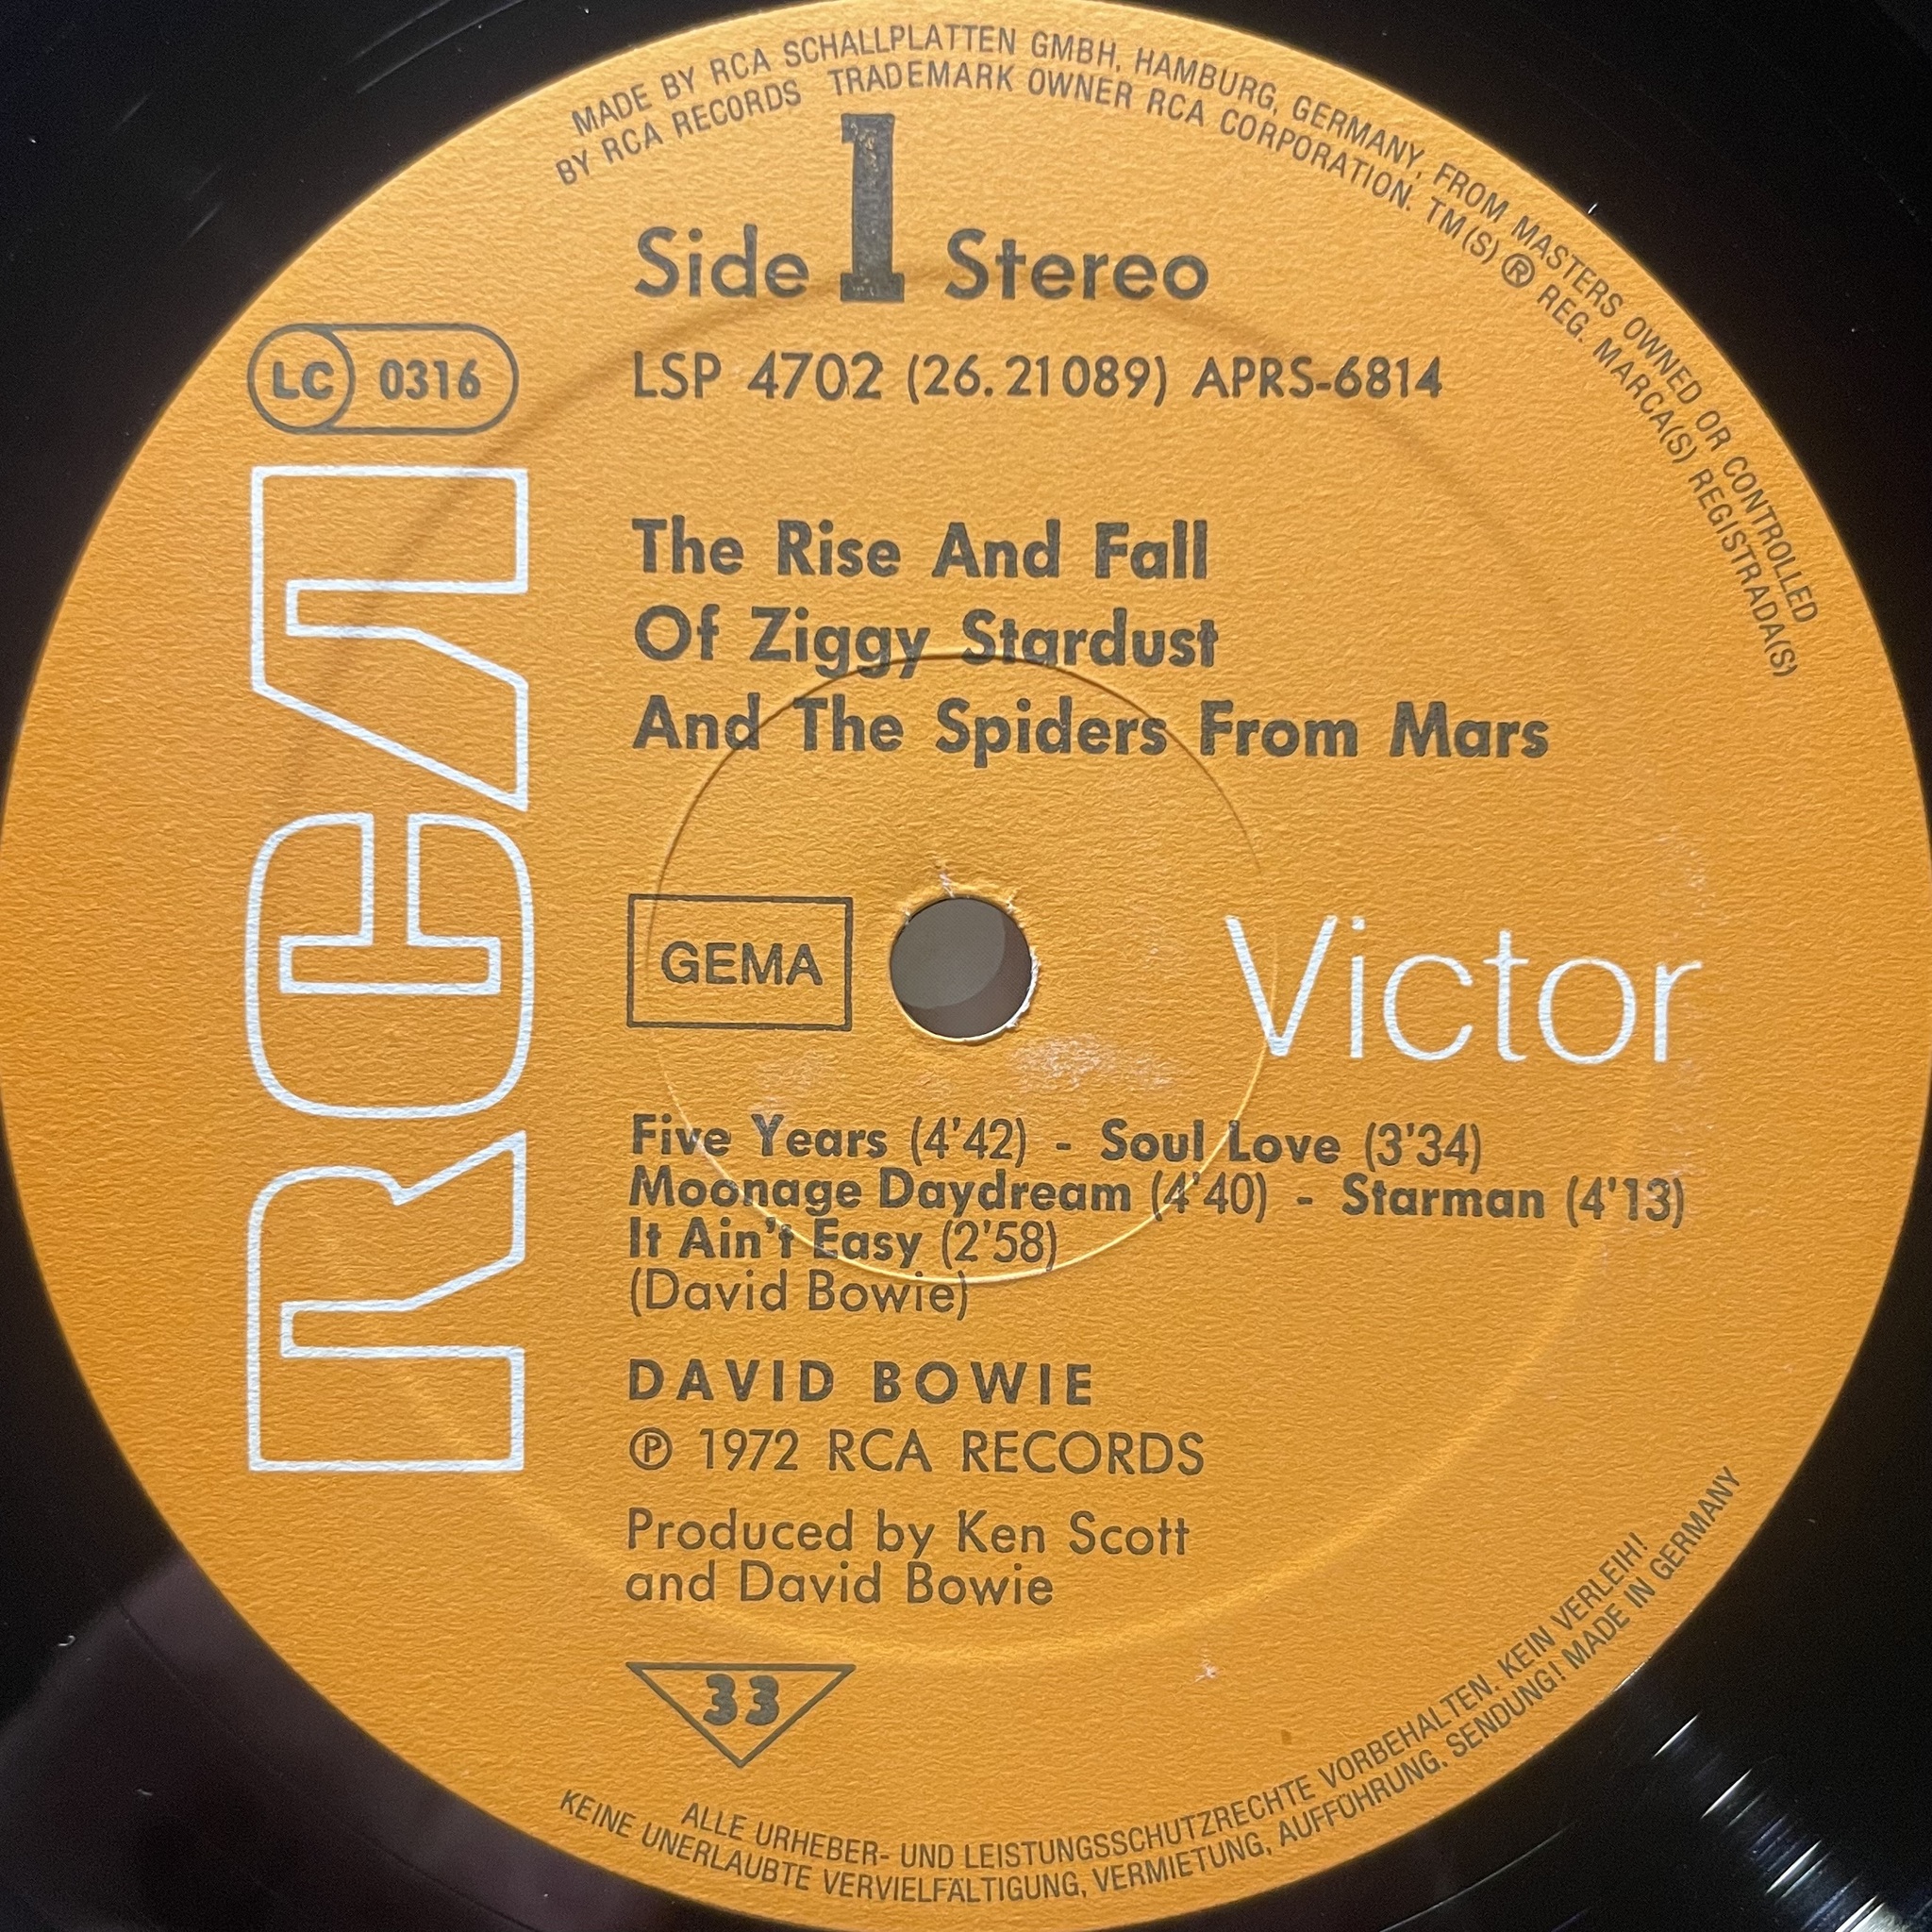 MADE BY RCA SCHALLPLATTEN GMBH, HAMBURG, GERMANY, FROM MASTERS OWNED OR CONTROLLED
BY RCA RECORDS TRADEMARK OWNER RCA CORPORATION. TM(S) ® REG. MARCA(S) REGISTRADA(S)
Side 1 Stereo
LC 0316
LSP 4702 (26.21089) APRS-6814
RCA
The Rise And Fall
Of Ziggy Stardust
And The Spiders From Mars
GEMA
Victor
Five Years (4'42) - Soul Love (3'34)
Moonage Daydream (4'40) - Starman (4'13)
It Ain't Easy (2'58)
(David Bowie)
DAVID BOWIE
℗ 1972 RCA RECORDS
Produced by Ken Scott
and David Bowie
33
ALLE URHEBER- UND LEISTUNGSSCHUTZRECHTE VORBEHALTEN. KEIN VERLEIH!
KEINE UNERLAUBTE VERVIELFÄLTIGUNG, VERMIETUNG, AUFFÜHRUNG, SENDUNG! MADE IN GERMANY